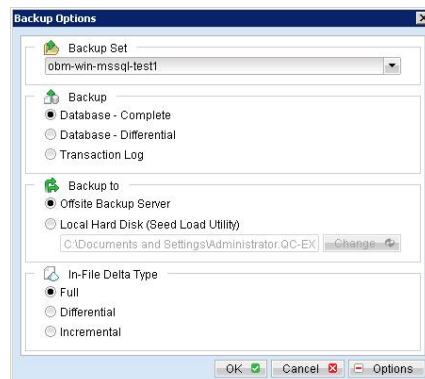 Backup Options
Backup Set
obm-win-mssql-test1
Backup
Database - Complete
Database - Differential
Transaction Log
Backup to
Offsite Backup Server
Local Hard Disk (Seed Load Utility)
C:\Documents and Settings\Administrator.QC-EX
Change
In-File Delta Type
Full
Differential
Incremental
OK Cancel Options